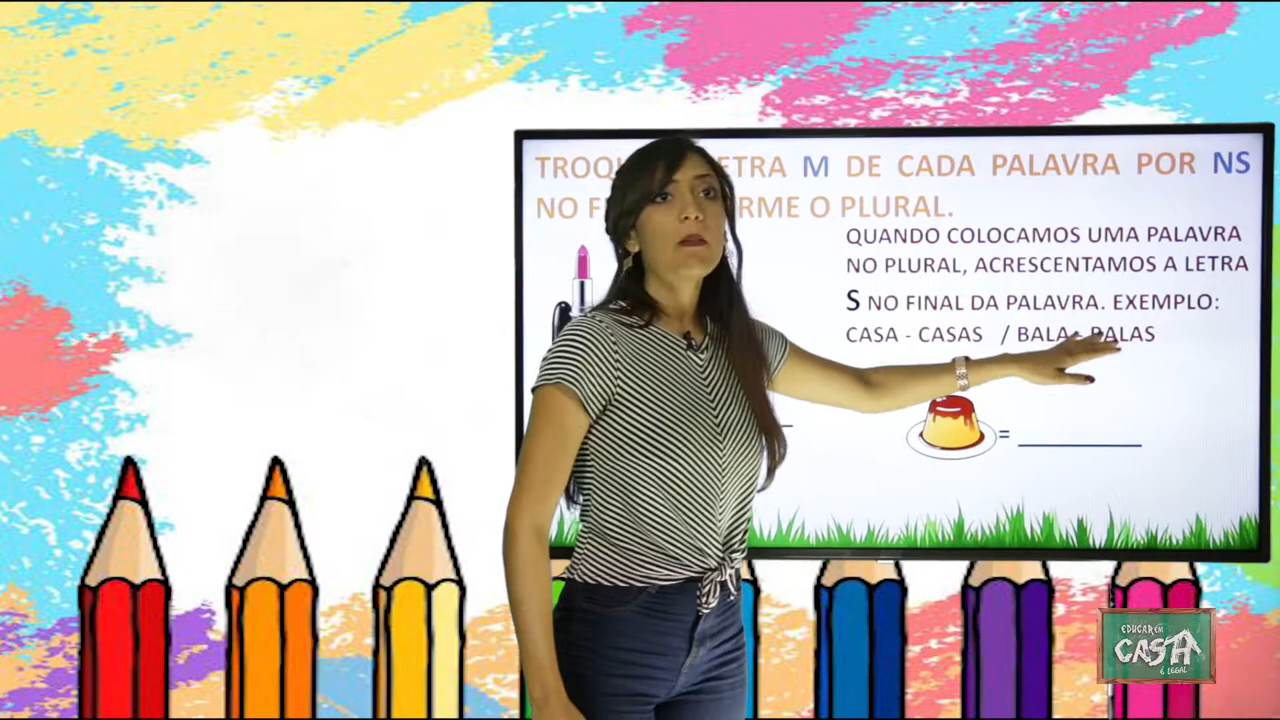 TROQ ETRA M DE CADA PALAVRA POR NS
NO F RME O PLURAL.
QUANDO COLOCAMOS UMA PALAVRA
NO PLURAL, ACRESCENTAMOS A LETRA
S NO FINAL DA PALAVRA. EXEMPLO:
CASA - CASAS / BALA - BALAS
= ___________
EDUCAR EM
CASA
É LEGAL